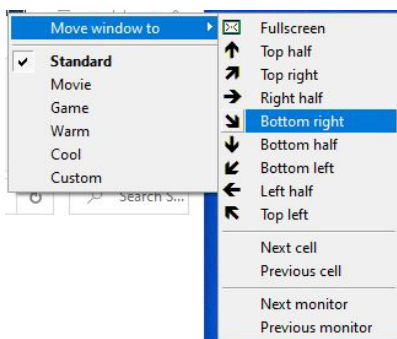 Move window to
Standard
Movie
Game
Warm
Cool
Custom
Search S...
Fullscreen
Top half
Top right
Right half
Bottom right
Bottom half
Bottom left
Left half
Top left
Next cell
Previous cell
Next monitor
Previous monitor